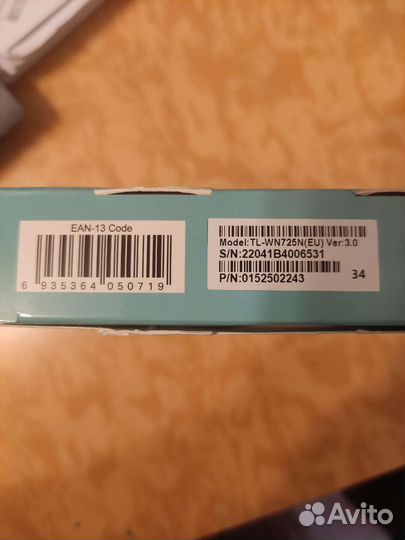 EAN-13 Code
6 935364 050719
Model:TL-WN725N(EU) Ver:3.0
S/N:22041B4006531
P/N:0152502243
34
Avito